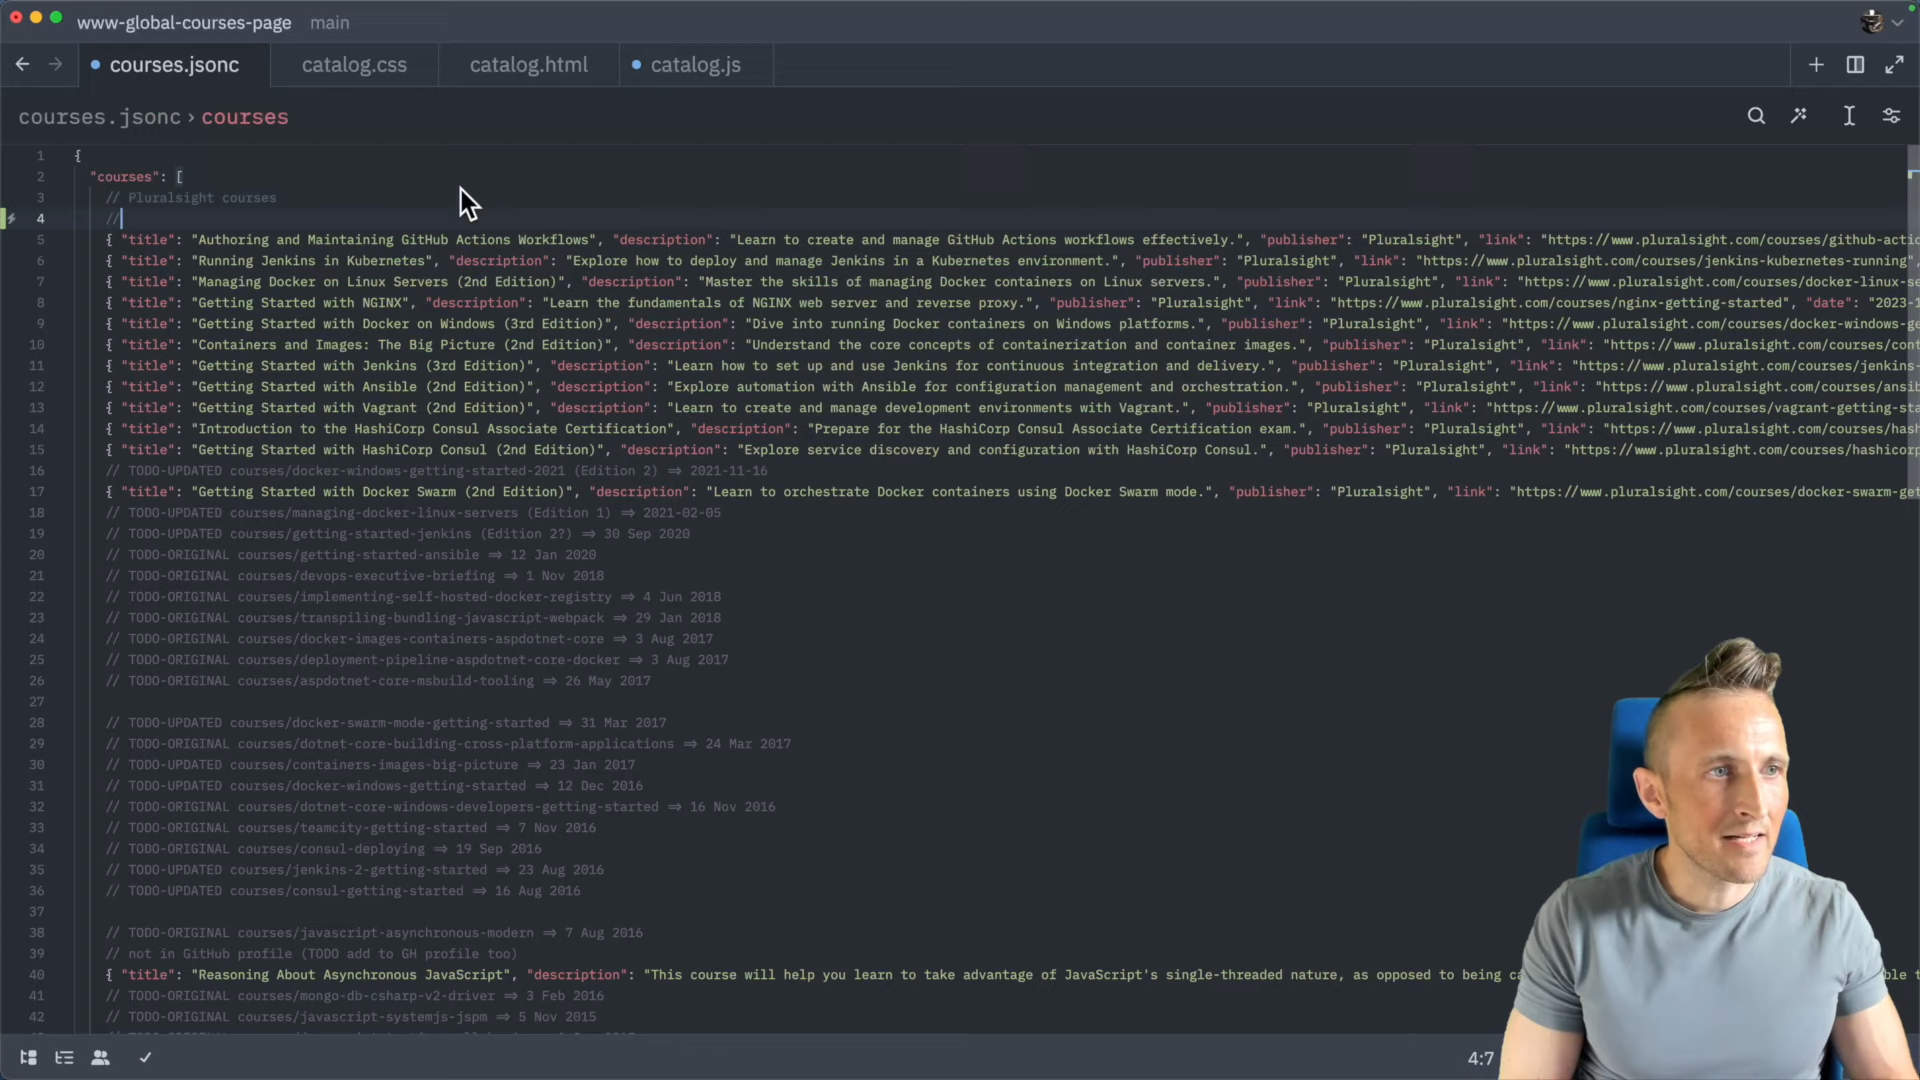 www-global-courses-page main
courses.jsonc catalog.css catalog.html catalog.js
courses.jsonc › courses
1 {
2 "courses": [
3 // Pluralsight courses
4 //
5 { "title": "Authoring and Maintaining GitHub Actions Workflows", "description": "Learn to create and manage GitHub Actions workflows effectively.", "publisher": "Pluralsight", "link": "https://www.pluralsight.com/courses/github-actio
6 { "title": "Running Jenkins in Kubernetes", "description": "Explore how to deploy and manage Jenkins in a Kubernetes environment.", "publisher": "Pluralsight", "link": "https://www.pluralsight.com/courses/jenkins-kubernetes-running",
7 { "title": "Managing Docker on Linux Servers (2nd Edition)", "description": "Master the skills of managing Docker containers on Linux servers.", "publisher": "Pluralsight", "link": "https://www.pluralsight.com/courses/docker-linux-se
8 { "title": "Getting Started with NGINX", "description": "Learn the fundamentals of NGINX web server and reverse proxy.", "publisher": "Pluralsight", "link": "https://www.pluralsight.com/courses/nginx-getting-started", "date": "2023-1
9 { "title": "Getting Started with Docker on Windows (3rd Edition)", "description": "Dive into running Docker containers on Windows platforms.", "publisher": "Pluralsight", "link": "https://www.pluralsight.com/courses/docker-windows-ge
10 { "title": "Containers and Images: The Big Picture (2nd Edition)", "description": "Understand the core concepts of containerization and container images.", "publisher": "Pluralsight", "link": "https://www.pluralsight.com/courses/cont
11 { "title": "Getting Started with Jenkins (3rd Edition)", "description": "Learn how to set up and use Jenkins for continuous integration and delivery.", "publisher": "Pluralsight", "link": "https://www.pluralsight.com/courses/jenkins-
12 { "title": "Getting Started with Ansible (2nd Edition)", "description": "Explore automation with Ansible for configuration management and orchestration.", "publisher": "Pluralsight", "link": "https://www.pluralsight.com/courses/ansib
13 { "title": "Getting Started with Vagrant (2nd Edition)", "description": "Learn to create and manage development environments with Vagrant.", "publisher": "Pluralsight", "link": "https://www.pluralsight.com/courses/vagrant-getting-sta
14 { "title": "Introduction to the HashiCorp Consul Associate Certification", "description": "Prepare for the HashiCorp Consul Associate Certification exam.", "publisher": "Pluralsight", "link": "https://www.pluralsight.com/courses/hash
15 { "title": "Getting Started with HashiCorp Consul (2nd Edition)", "description": "Explore service discovery and configuration with HashiCorp Consul.", "publisher": "Pluralsight", "link": "https://www.pluralsight.com/courses/hashicorp
16 // TODO-UPDATED courses/docker-windows-getting-started-2021 (Edition 2) => 2021-11-16
17 { "title": "Getting Started with Docker Swarm (2nd Edition)", "description": "Learn to orchestrate Docker containers using Docker Swarm mode.", "publisher": "Pluralsight", "link": "https://www.pluralsight.com/courses/docker-swarm-get
18 // TODO-UPDATED courses/managing-docker-linux-servers (Edition 1) => 2021-02-05
19 // TODO-UPDATED courses/getting-started-jenkins (Edition 2?) => 30 Sep 2020
20 // TODO-ORIGINAL courses/getting-started-ansible => 12 Jan 2020
21 // TODO-ORIGINAL courses/devops-executive-briefing => 1 Nov 2018
22 // TODO-ORIGINAL courses/implementing-self-hosted-docker-registry => 4 Jun 2018
23 // TODO-ORIGINAL courses/transpiling-bundling-javascript-webpack => 29 Jan 2018
24 // TODO-ORIGINAL courses/docker-images-containers-aspdotnet-core => 3 Aug 2017
25 // TODO-ORIGINAL courses/deployment-pipeline-aspdotnet-core-docker => 3 Aug 2017
26 // TODO-ORIGINAL courses/aspdotnet-core-msbuild-tooling => 26 May 2017
27
28 // TODO-UPDATED courses/docker-swarm-mode-getting-started => 31 Mar 2017
29 // TODO-ORIGINAL courses/dotnet-core-building-cross-platform-applications => 24 Mar 2017
30 // TODO-UPDATED courses/containers-images-big-picture => 23 Jan 2017
31 // TODO-UPDATED courses/docker-windows-getting-started => 12 Dec 2016
32 // TODO-ORIGINAL courses/dotnet-core-windows-developers-getting-started => 16 Nov 2016
33 // TODO-ORIGINAL courses/teamcity-getting-started => 7 Nov 2016
34 // TODO-ORIGINAL courses/consul-deploying => 19 Sep 2016
35 // TODO-UPDATED courses/jenkins-2-getting-started => 23 Aug 2016
36 // TODO-UPDATED courses/consul-getting-started => 16 Aug 2016
37
38 // TODO-ORIGINAL courses/javascript-asynchronous-modern => 7 Aug 2016
39 // not in GitHub profile (TODO add to GH profile too)
40 { "title": "Reasoning About Asynchronous JavaScript", "description": "This course will help you learn to take advantage of JavaScript's single-threaded nature, as opposed to being ca
41 // TODO-ORIGINAL courses/mongo-db-csharp-v2-driver => 3 Feb 2016
42 // TODO-ORIGINAL courses/javascript-systemjs-jspm => 5 Nov 2015
4:7